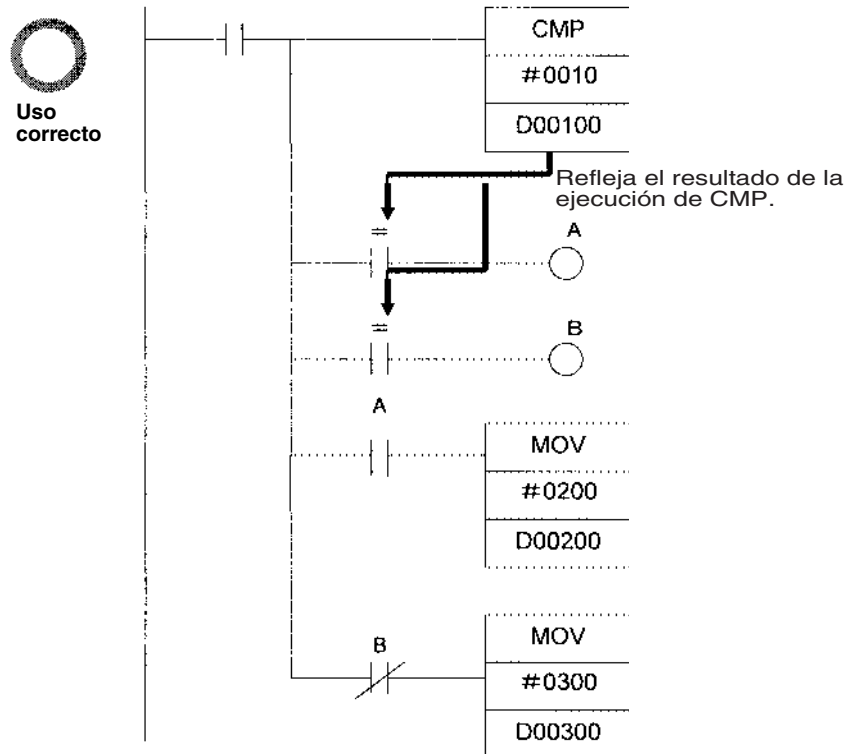 CMP
#0010
D00100
Uso
correcto
Refleja el resultado de la
ejecución de CMP.
=
A
=
B
A
MOV
#0200
D00200
B
MOV
#0300
D00300